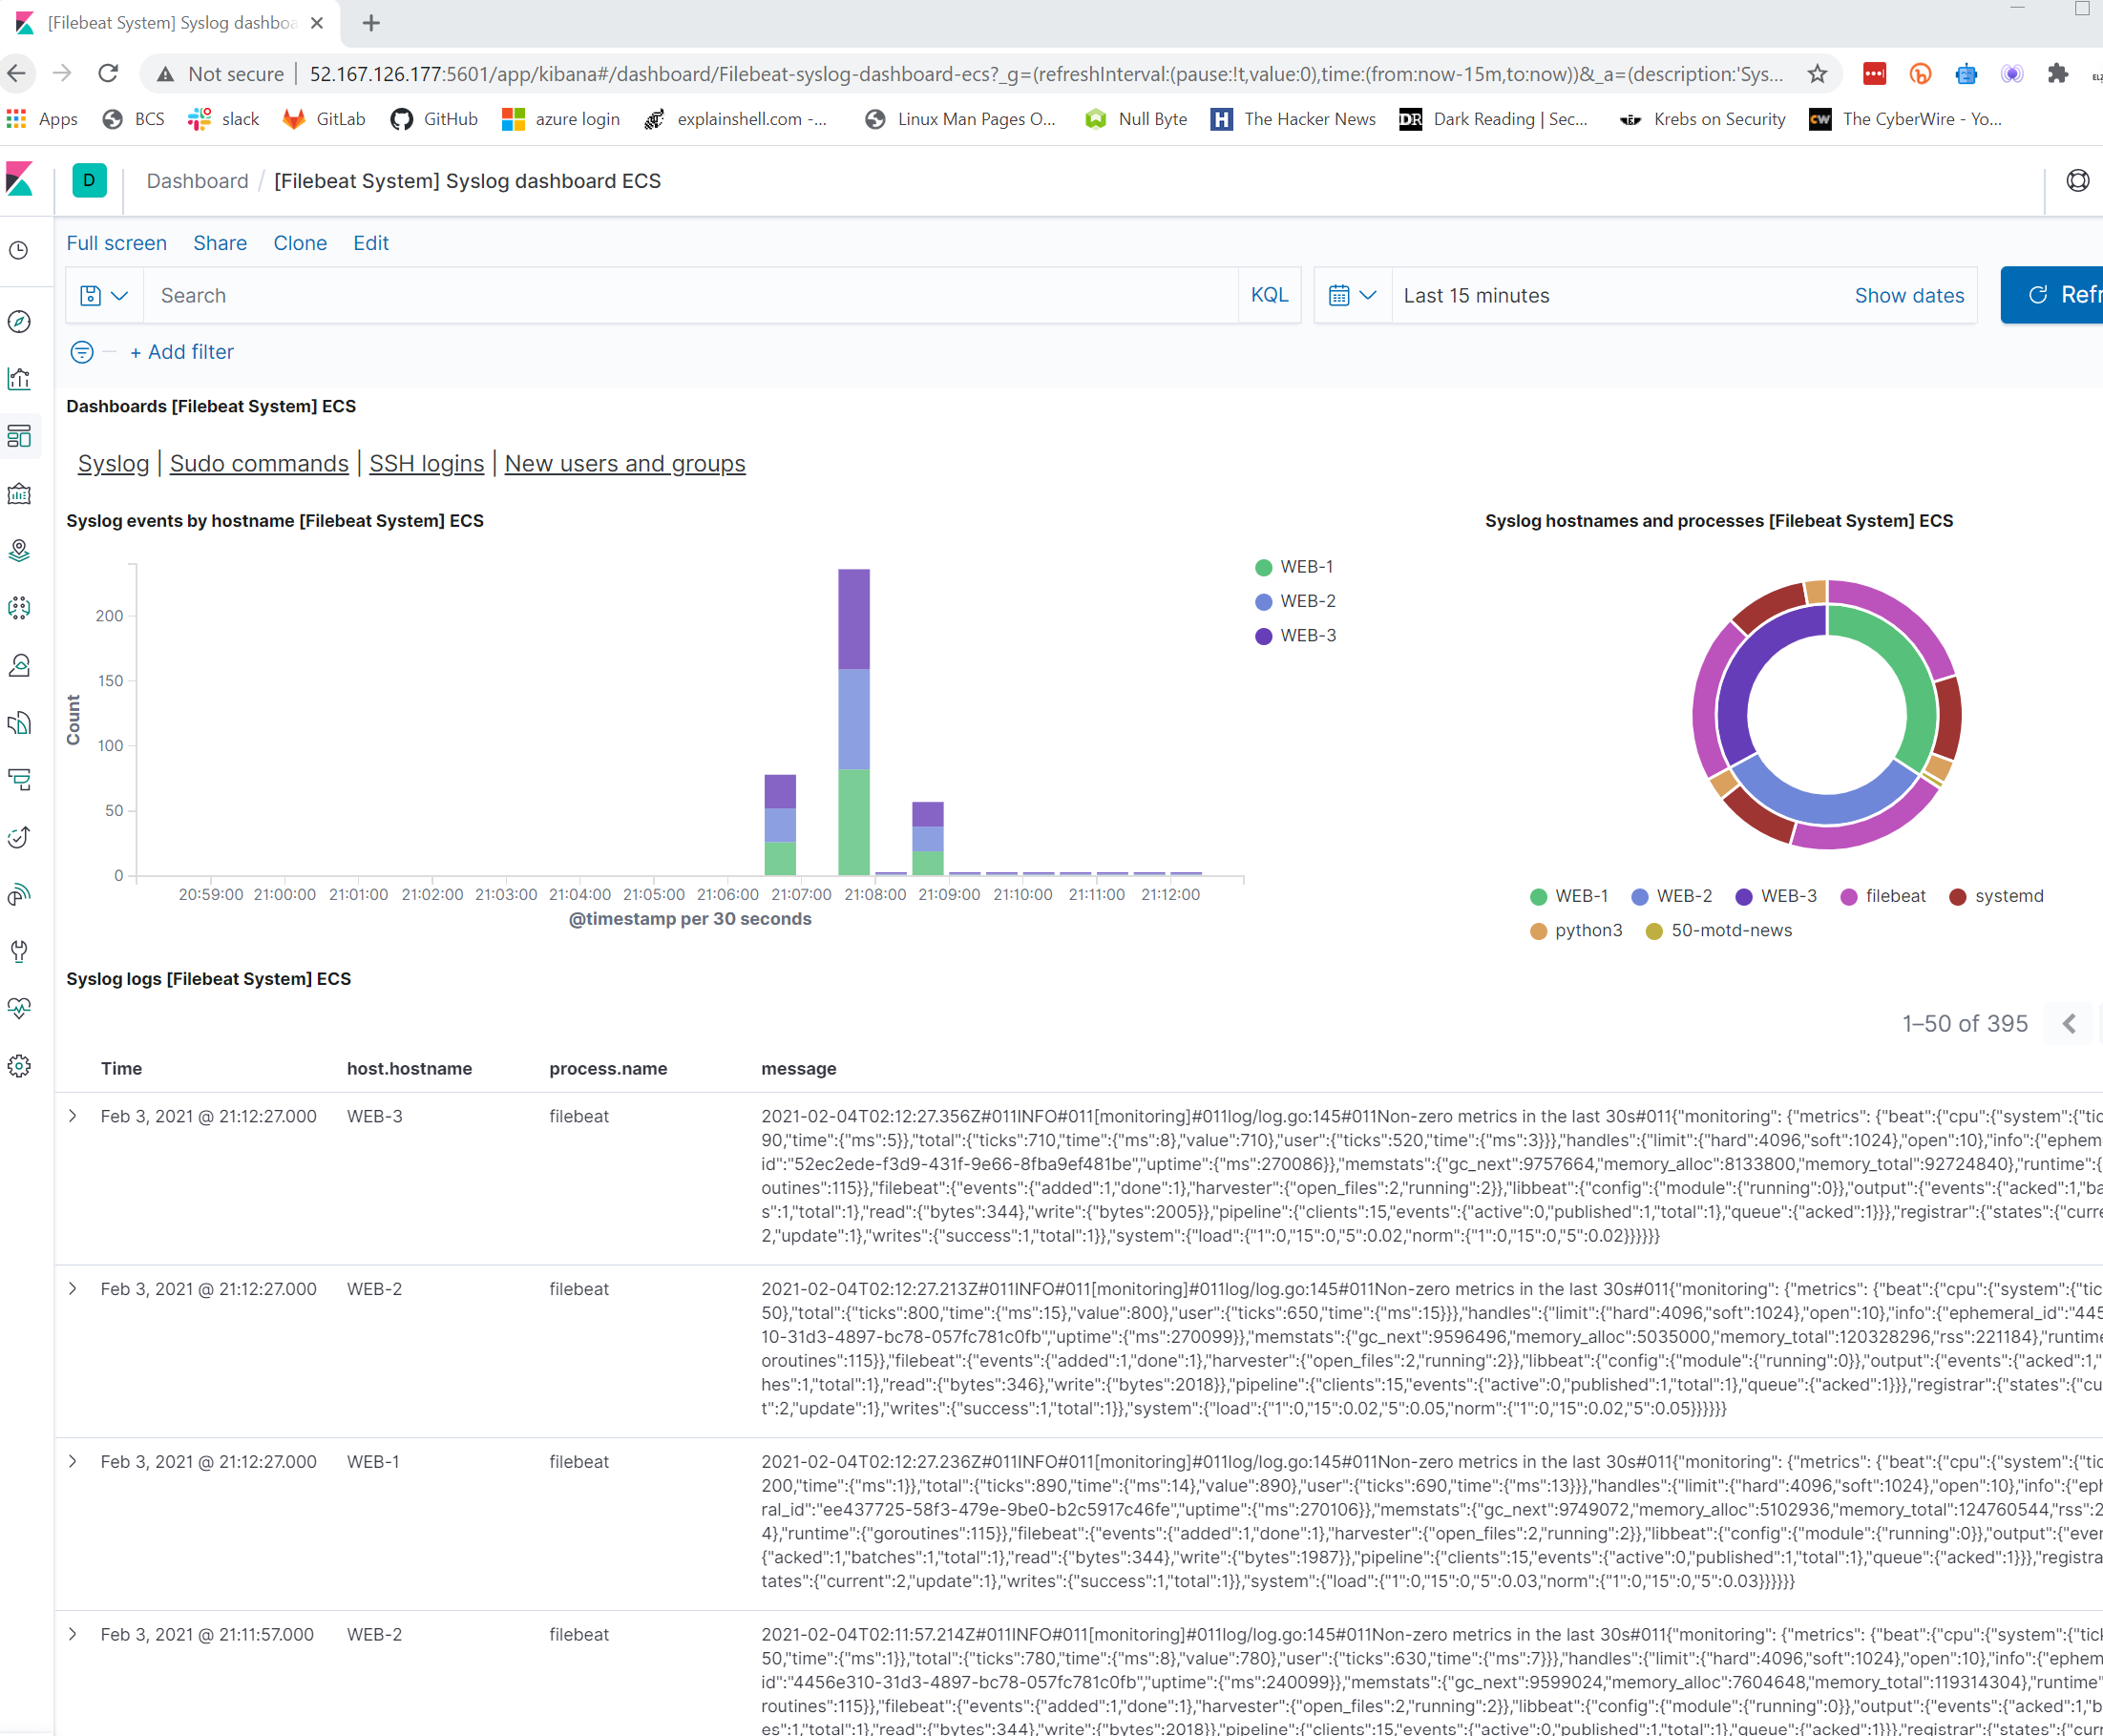 [Filebeat System] Syslog dashboa
Not secure
52.167.126.177:5601/app/kibana#/dashboard/Filebeat-syslog-dashboard-ecs?_g=(refreshInterval:(pause:!t,value:0),time:(from:now-15m,to:now))&_a=(description:'Sys...
Apps
BCS
slack
GitLab
GitHub
azure login
explainshell.com -...
Linux Man Pages O...
Null Byte
The Hacker News
DR
Dark Reading | Sec...
Krebs on Security
CW
The CyberWire - Yo...
D
Dashboard / [Filebeat System] Syslog dashboard ECS
Full screen Share Clone Edit
Search
KQL
Last 15 minutes
Show dates
Refr
+ Add filter
Dashboards [Filebeat System] ECS
Syslog | Sudo commands | SSH logins | New users and groups
Syslog events by hostname [Filebeat System] ECS
200
150
100
50
0
Count
20:59:00 21:00:00 21:01:00 21:02:00 21:03:00 21:04:00 21:05:00 21:06:00 21:07:00 21:08:00 21:09:00 21:10:00 21:11:00 21:12:00
@timestamp per 30 seconds
WEB-1
WEB-2
WEB-3
Syslog hostnames and processes [Filebeat System] ECS
WEB-1 WEB-2 WEB-3 filebeat systemd
python3 50-motd-news
Syslog logs [Filebeat System] ECS
1–50 of 395
Time host.hostname process.name message
Feb 3, 2021 @ 21:12:27.000 WEB-3 filebeat 2021-02-04T02:12:27.356Z#011INFO#011[monitoring]#011log/log.go:145#011Non-zero metrics in the last 30s#011{"monitoring": {"metrics": {"beat":{"cpu":{"system":{"tic
90,"time":{"ms":5}},"total":{"ticks":710,"time":{"ms":8},"value":710},"user":{"ticks":520,"time":{"ms":3}}},"handles":{"limit":{"hard":4096,"soft":1024},"open":10},"info":{"ephem
id":"52ec2ede-f3d9-431f-9e66-8fba9ef481be","uptime":{"ms":270086}},"memstats":{"gc_next":9757664,"memory_alloc":8133800,"memory_total":92724840},"runtime":{
outines":115}},"filebeat":{"events":{"added":1,"done":1},"harvester":{"open_files":2,"running":2}},"libbeat":{"config":{"module":{"running":0}},"output":{"events":{"acked":1,"ba
s":1,"total":1},"read":{"bytes":344},"write":{"bytes":2005}},"pipeline":{"clients":15,"events":{"active":0,"published":1,"total":1},"queue":{"acked":1}}},"registrar":{"states":{"curre
2,"update":1},"writes":{"success":1,"total":1}},"system":{"load":{"1":0,"15":0,"5":0.02,"norm":{"1":0,"15":0,"5":0.02}}}}}}
Feb 3, 2021 @ 21:12:27.000 WEB-2 filebeat 2021-02-04T02:12:27.213Z#011INFO#011[monitoring]#011log/log.go:145#011Non-zero metrics in the last 30s#011{"monitoring": {"metrics": {"beat":{"cpu":{"system":{"tic
50},"total":{"ticks":800,"time":{"ms":15},"value":800},"user":{"ticks":650,"time":{"ms":15}}},"handles":{"limit":{"hard":4096,"soft":1024},"open":10},"info":{"ephemeral_id":"445
10-31d3-4897-bc78-057fc781c0fb","uptime":{"ms":270099}},"memstats":{"gc_next":9596496,"memory_alloc":5035000,"memory_total":120328296,"rss":221184},"runtime
oroutines":115}},"filebeat":{"events":{"added":1,"done":1},"harvester":{"open_files":2,"running":2}},"libbeat":{"config":{"module":{"running":0}},"output":{"events":{"acked":1,"
hes":1,"total":1},"read":{"bytes":346},"write":{"bytes":2018}},"pipeline":{"clients":15,"events":{"active":0,"published":1,"total":1},"queue":{"acked":1}}},"registrar":{"states":{"cu
t":2,"update":1},"writes":{"success":1,"total":1}},"system":{"load":{"1":0,"15":0.02,"5":0.05,"norm":{"1":0,"15":0.02,"5":0.05}}}}}}
Feb 3, 2021 @ 21:12:27.000 WEB-1 filebeat 2021-02-04T02:12:27.236Z#011INFO#011[monitoring]#011log/log.go:145#011Non-zero metrics in the last 30s#011{"monitoring": {"metrics": {"beat":{"cpu":{"system":{"tic
200,"time":{"ms":1}},"total":{"ticks":890,"time":{"ms":14},"value":890},"user":{"ticks":690,"time":{"ms":13}}},"handles":{"limit":{"hard":4096,"soft":1024},"open":10},"info":{"eph
ral_id":"ee437725-58f3-479e-9be0-b2c5917c46fe","uptime":{"ms":270106}},"memstats":{"gc_next":9749072,"memory_alloc":5102936,"memory_total":124760544,"rss":2
4},"runtime":{"goroutines":115}},"filebeat":{"events":{"added":1,"done":1},"harvester":{"open_files":2,"running":2}},"libbeat":{"config":{"module":{"running":0}},"output":{"even
{"acked":1,"batches":1,"total":1},"read":{"bytes":344},"write":{"bytes":1987}},"pipeline":{"clients":15,"events":{"active":0,"published":1,"total":1},"queue":{"acked":1}}},"registra
tates":{"current":2,"update":1},"writes":{"success":1,"total":1}},"system":{"load":{"1":0,"15":0,"5":0.03,"norm":{"1":0,"15":0,"5":0.03}}}}}}
Feb 3, 2021 @ 21:11:57.000 WEB-2 filebeat 2021-02-04T02:11:57.214Z#011INFO#011[monitoring]#011log/log.go:145#011Non-zero metrics in the last 30s#011{"monitoring": {"metrics": {"beat":{"cpu":{"system":{"tick
50,"time":{"ms":1}},"total":{"ticks":780,"time":{"ms":8},"value":780},"user":{"ticks":630,"time":{"ms":7}}},"handles":{"limit":{"hard":4096,"soft":1024},"open":10},"info":{"ephem
id":"4456e310-31d3-4897-bc78-057fc781c0fb","uptime":{"ms":240099}},"memstats":{"gc_next":9599024,"memory_alloc":7604648,"memory_total":119314304},"runtime"
routines":115}},"filebeat":{"events":{"added":1,"done":1},"harvester":{"open_files":2,"running":2}},"libbeat":{"config":{"module":{"running":0}},"output":{"events":{"acked":1,"b
es":1,"total":1},"read":{"bytes":344},"write":{"bytes":2018}},"pipeline":{"clients":15,"events":{"active":0,"published":1,"total":1},"queue":{"acked":1}}},"registrar":{"states":{"curr